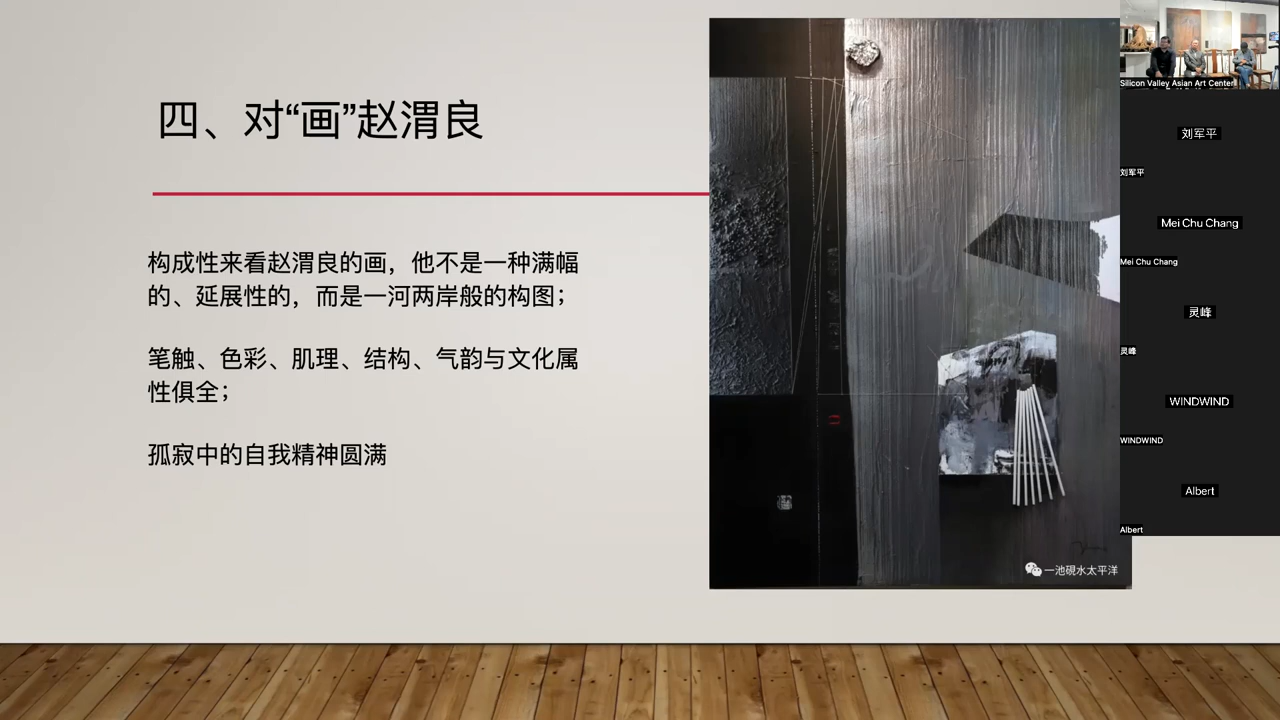 四、对“画”赵渭良
构成性来看赵渭良的画，他不是一种满幅
的、延展性的，而是一河两岸般的构图；
笔触、色彩、肌理、结构、气韵与文化属
性俱全；
孤寂中的自我精神圆满
一池硯水太平洋
Silicon Valley Asian Art Center
刘军平
刘军平
Mei Chu Chang
Mei Chu Chang
灵峰
灵峰
WINDWIND
WINDWIND
Albert
Albert